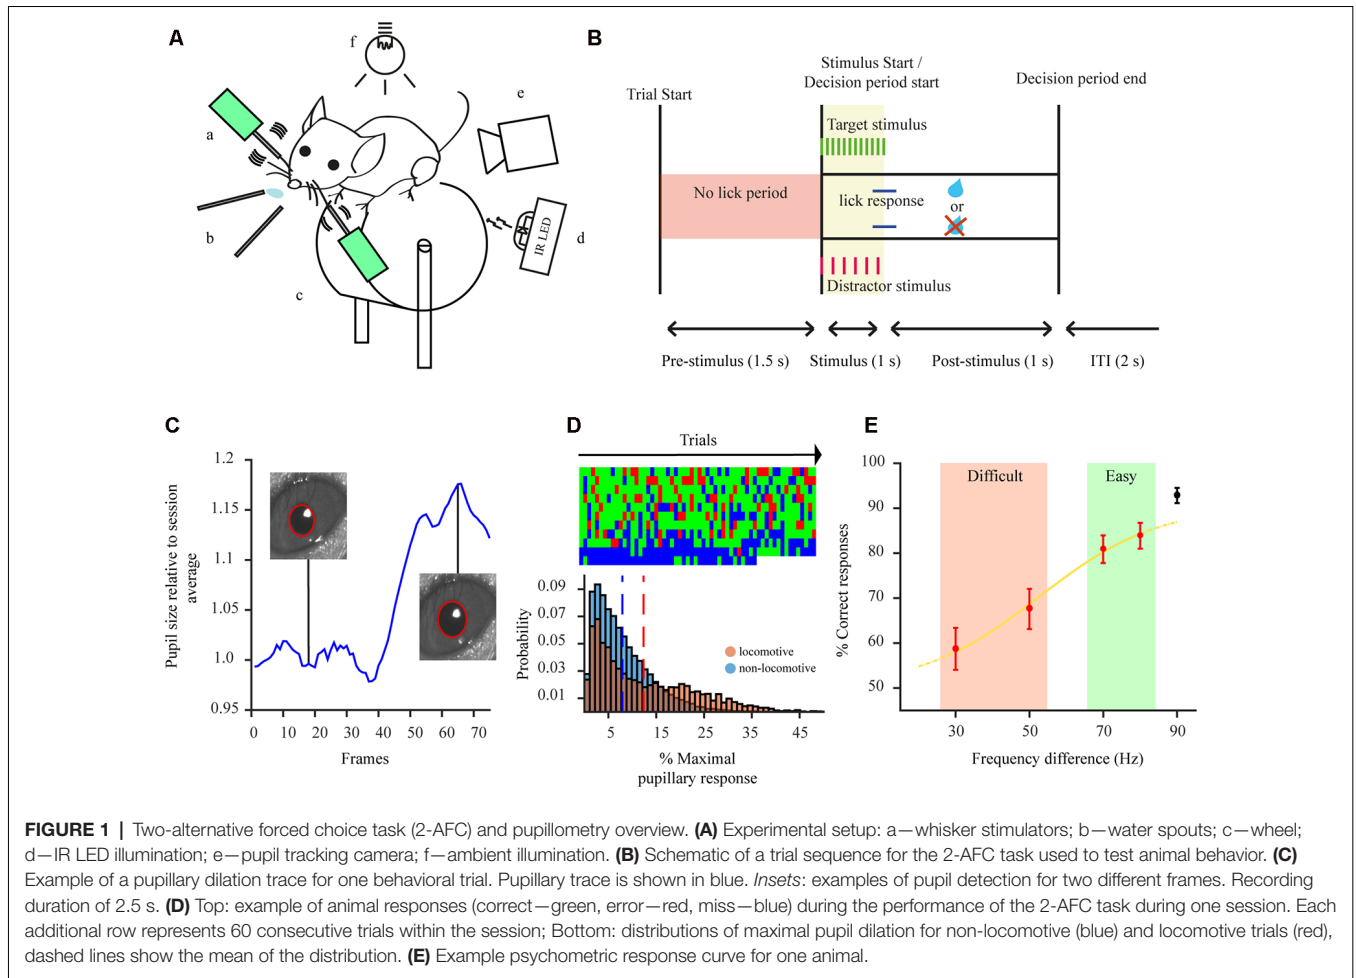 A
f
e
a
b
IR LED
d
c
B
Stimulus Start /
Decision period start
Decision period end
Trial Start
Target stimulus
No lick period
lick response
or
Distractor stimulus
Pre-stimulus (1.5 s)
Stimulus (1 s)
Post-stimulus (1 s)
ITI (2 s)
C
Pupil size relative to session
average
1.2
1.15
1.1
1.05
1.0
0.95
0 10 20 30 40 50 60 70
Frames
D
Trials
Probability
0.09
0.07
0.05
0.03
0.01
locomotive
non-locomotive
5 15 25 35 45
% Maximal
pupillary response
E
% Correct responses
100
90
80
70
60
50
Difficult
Easy
30 50 70 90
Frequency difference (Hz)
FIGURE 1 | Two-alternative forced choice task (2-AFC) and pupillometry overview. (A) Experimental setup: a—whisker stimulators; b—water spouts; c—wheel;
d—IR LED illumination; e—pupil tracking camera; f—ambient illumination. (B) Schematic of a trial sequence for the 2-AFC task used to test animal behavior. (C)
Example of a pupillary dilation trace for one behavioral trial. Pupillary trace is shown in blue. Insets: examples of pupil detection for two different frames. Recording
duration of 2.5 s. (D) Top: example of animal responses (correct—green, error—red, miss—blue) during the performance of the 2-AFC task during one session. Each
additional row represents 60 consecutive trials within the session; Bottom: distributions of maximal pupil dilation for non-locomotive (blue) and locomotive trials (red),
dashed lines show the mean of the distribution. (E) Example psychometric response curve for one animal.